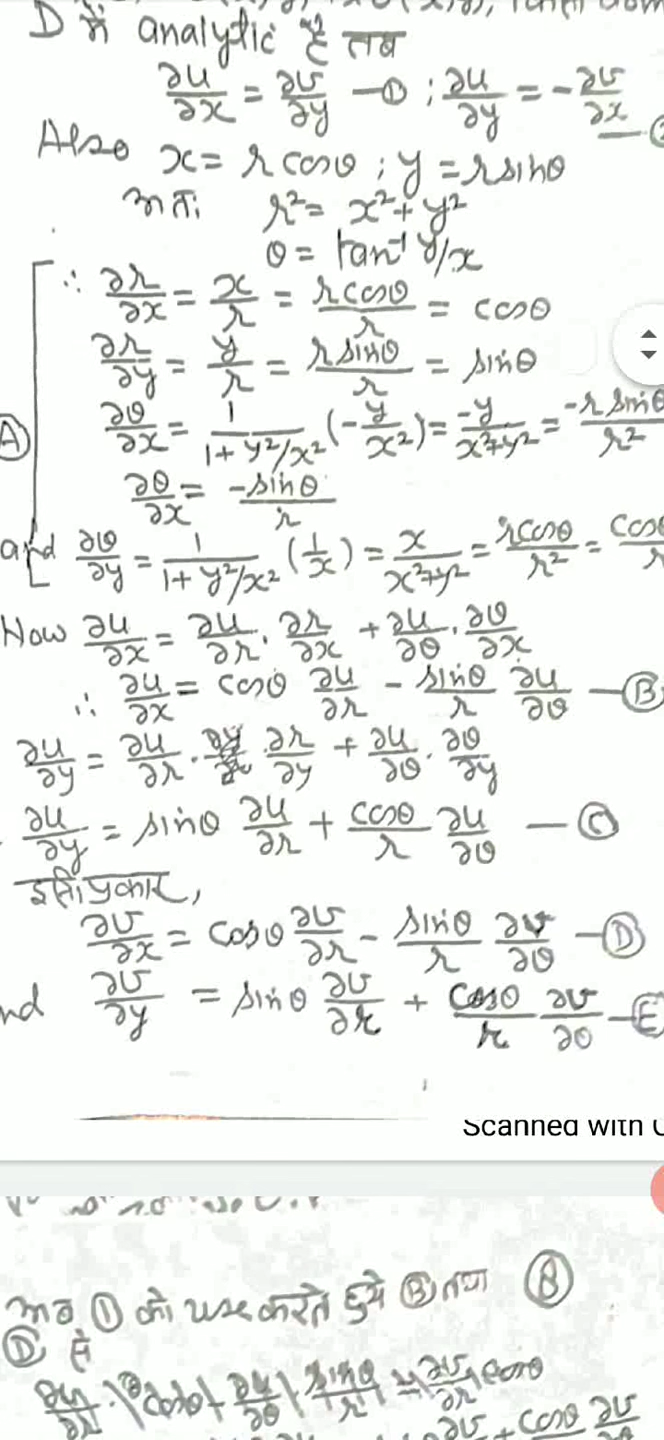 D में analytic है तब
∂u/∂x = ∂v/∂y —① ; ∂u/∂y = -∂v/∂x —
Also x = r cosθ ; y = r sinθ
अतः r² = x² + y²
θ = tan⁻¹ y/x
∴ ∂r/∂x = x/r = r cosθ/r = cosθ
∂r/∂y = y/r = r sinθ/r = sinθ
Ⓐ ∂θ/∂x = 1/(1+y²/x²) (-y/x²) = -y/(x²+y²) = -r sinθ/r²
∂θ/∂x = -sinθ/r
and ∂θ/∂y = 1/(1+y²/x²) (1/x) = x/(x²+y²) = r cosθ/r² = cosθ/r
Now ∂u/∂x = ∂u/∂r · ∂r/∂x + ∂u/∂θ · ∂θ/∂x
∴ ∂u/∂x = cosθ ∂u/∂r - sinθ/r ∂u/∂θ —Ⓑ
∂u/∂y = ∂u/∂r · ∂r/∂y + ∂u/∂θ · ∂θ/∂y
∂u/∂y = sinθ ∂u/∂r + cosθ/r ∂u/∂θ —Ⓒ
इसी प्रकार,
∂v/∂x = cosθ ∂v/∂r - sinθ/r ∂v/∂θ —Ⓓ
nd ∂v/∂y = sinθ ∂v/∂r + cosθ/r ∂v/∂θ —Ⓔ
Scanned with
अब ① को use करते हुये Ⓑ तथा Ⓑ
Ⓓ से
∂v/∂r + cosθ ∂v